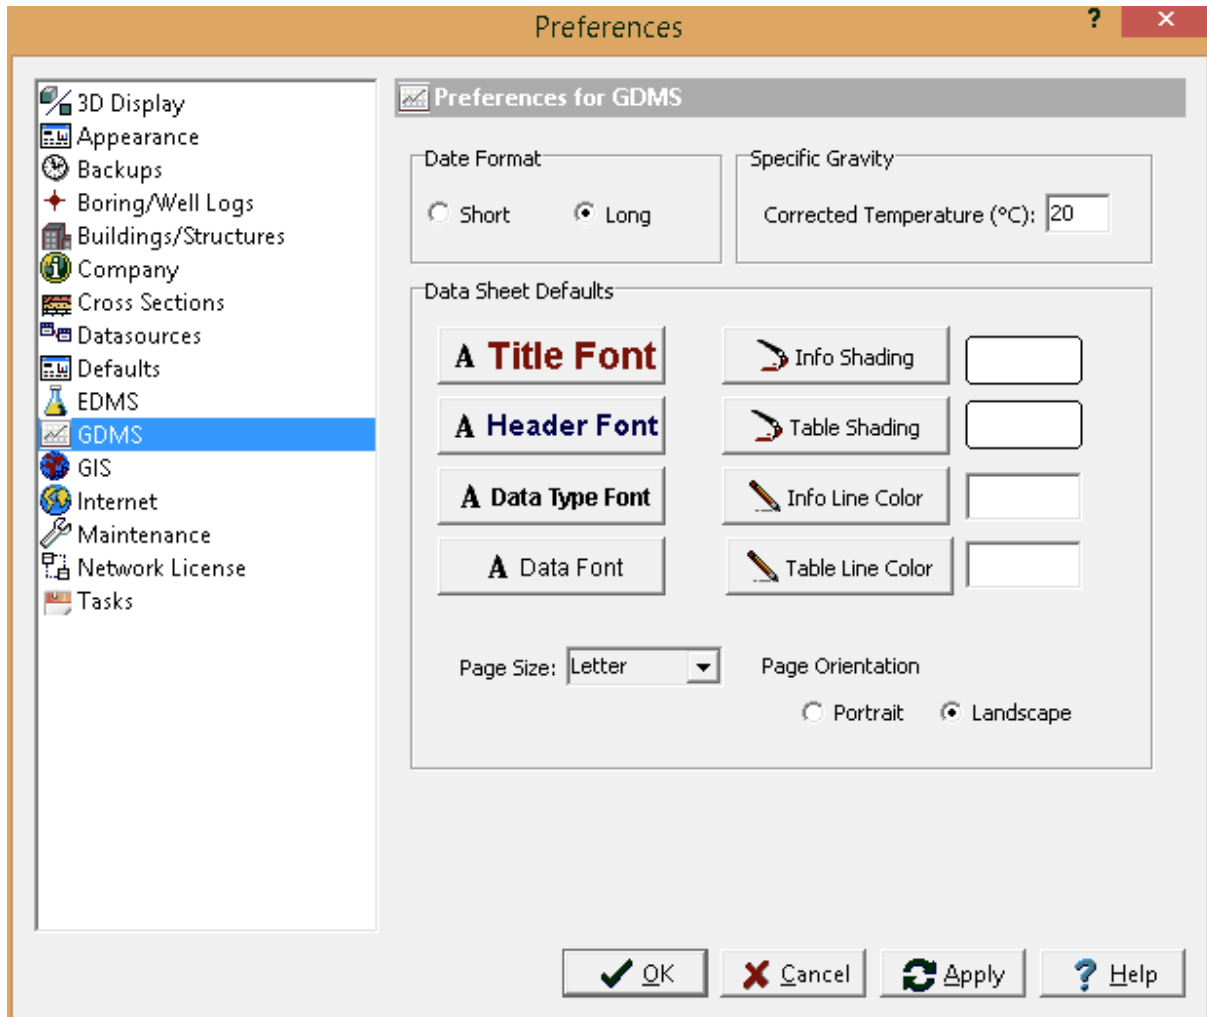 Preferences
?
3D Display
Appearance
Backups
Boring/Well Logs
Buildings/Structures
Company
Cross Sections
Datasources
Defaults
EDMS
GDMS
GIS
Internet
Maintenance
Network License
Tasks
Preferences for GDMS
Date Format
Short Long
Specific Gravity
Corrected Temperature (°C): 20
Data Sheet Defaults
A Title Font
Info Shading
A Header Font
Table Shading
A Data Type Font
Info Line Color
A Data Font
Table Line Color
Page Size: Letter
Page Orientation
Portrait Landscape
OK Cancel Apply ? Help